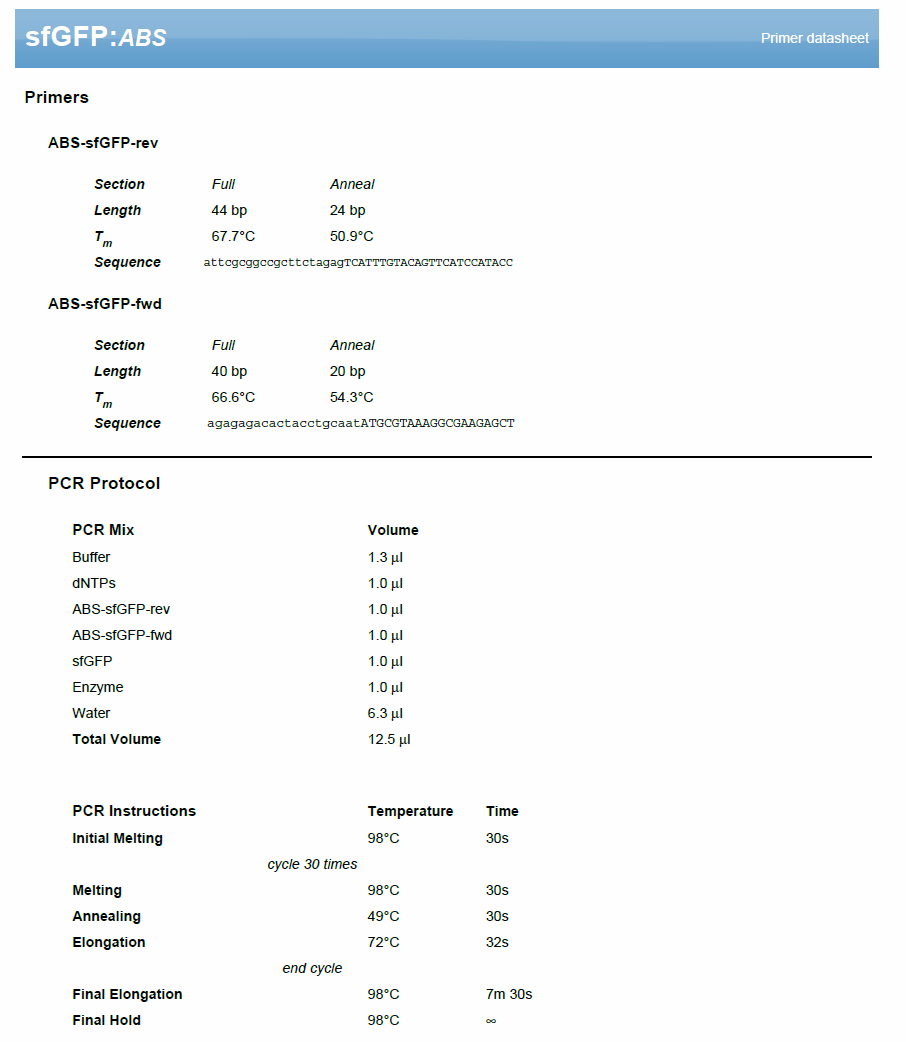 sfGFP:ABS
Primer datasheet
Primers
ABS-sfGFP-rev
Section Full Anneal
Length 44 bp 24 bp
Tm 67.7°C 50.9°C
Sequence attcgcggccgcttctagagTCATTTGTACAGTTCATCCATACC
ABS-sfGFP-fwd
Section Full Anneal
Length 40 bp 20 bp
Tm 66.6°C 54.3°C
Sequence agagagacactacctgcaatATGCGTAAAGGCGAAGAGCT
PCR Protocol
PCR Mix Volume
Buffer 1.3 µl
dNTPs 1.0 µl
ABS-sfGFP-rev 1.0 µl
ABS-sfGFP-fwd 1.0 µl
sfGFP 1.0 µl
Enzyme 1.0 µl
Water 6.3 µl
Total Volume 12.5 µl
PCR Instructions Temperature Time
Initial Melting 98°C 30s
cycle 30 times
Melting 98°C 30s
Annealing 49°C 30s
Elongation 72°C 32s
end cycle
Final Elongation 98°C 7m 30s
Final Hold 98°C ∞